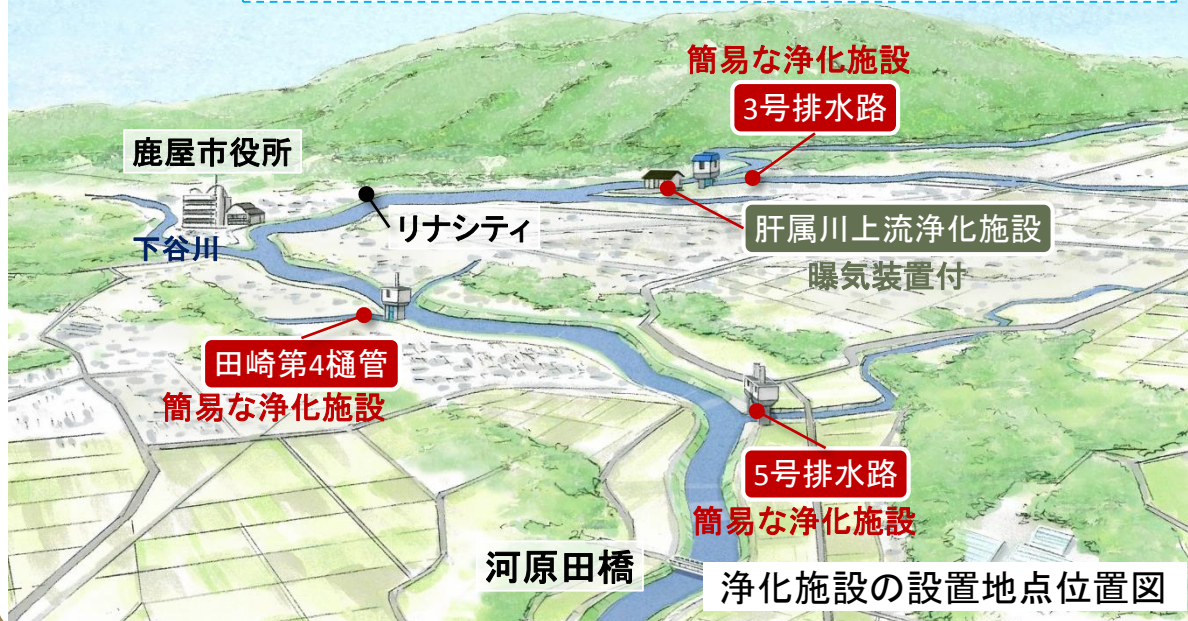 簡易な浄化施設
3号排水路
鹿屋市役所
リナシティ
肝属川上流浄化施設
下谷川
曝気装置付
田崎第4樋管
簡易な浄化施設
5号排水路
簡易な浄化施設
河原田橋
浄化施設の設置地点位置図